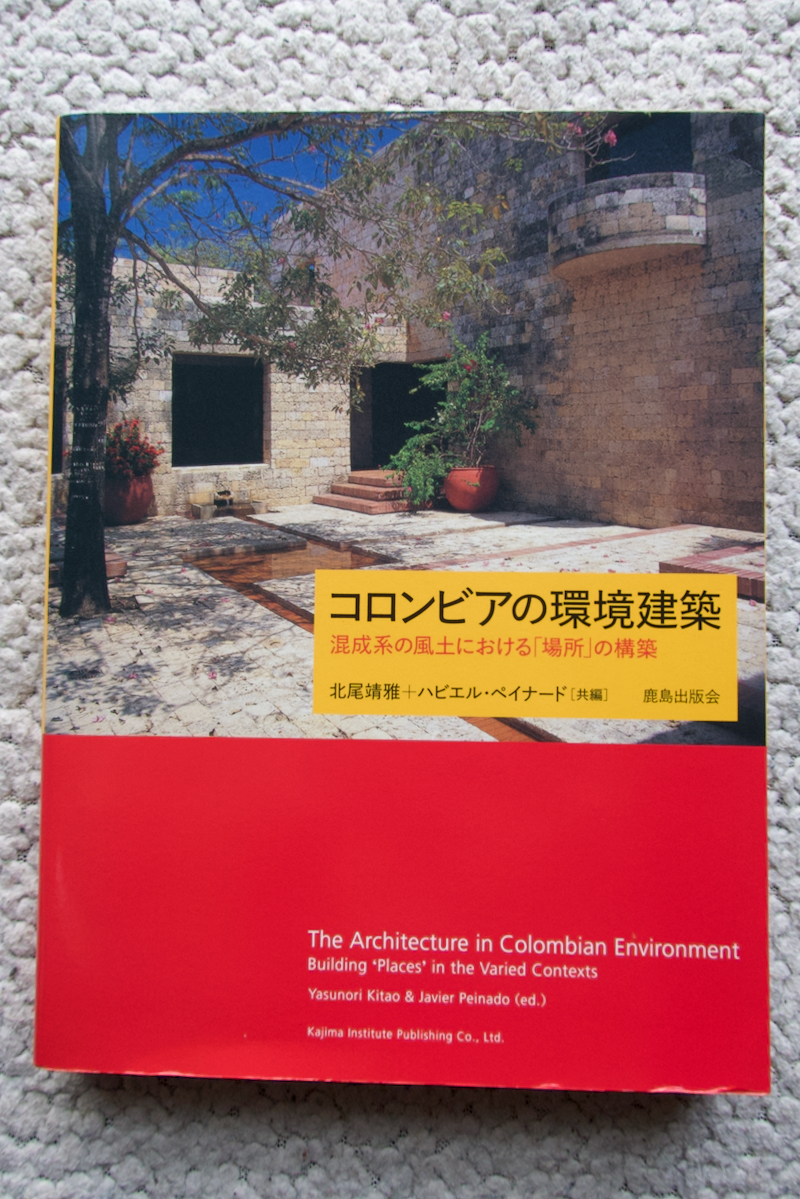 コロンビアの環境建築
混成系の風土における「場所」の構築
北尾靖雅+ハビエル・ペイナード[共編] 鹿島出版会
The Architecture in Colombian Environment
Building ‘Places’ in the Varied Contexts
Yasunori Kitao & Javier Peinado (ed.)
Kajima Institute Publishing Co., Ltd.